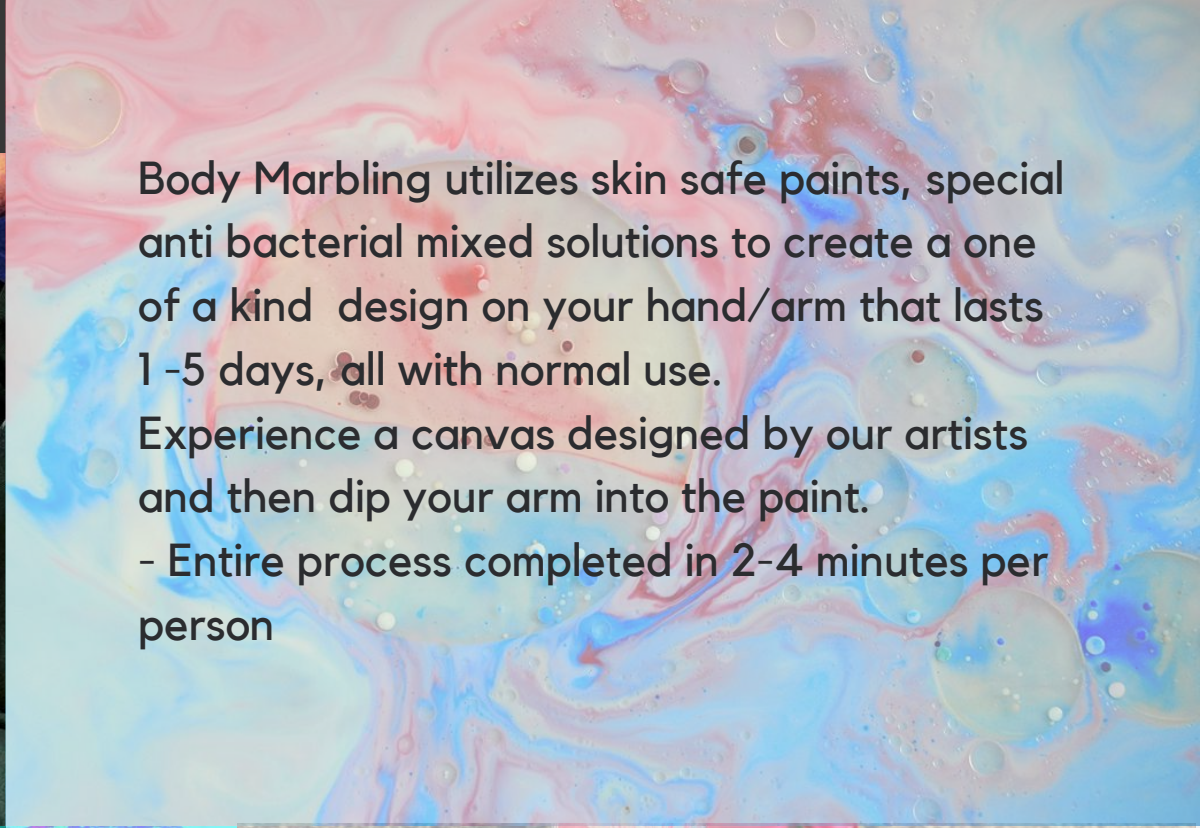 Body Marbling utilizes skin safe paints, special
anti bacterial mixed solutions to create a one
of a kind  design on your hand/arm that lasts
1 -5 days, all with normal use.
Experience a canvas designed by our artists
and then dip your arm into the paint.
- Entire process completed in 2-4 minutes per
person